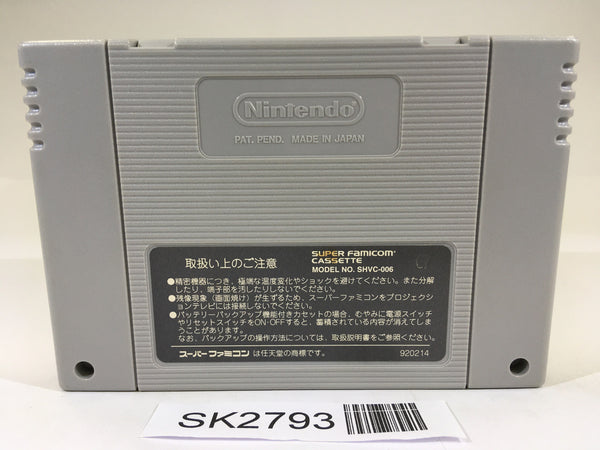 Nintendo
PAT. PEND. MADE IN JAPAN
取扱い上のご注意
SUPER FAMICOM
CASSETTE
MODEL NO. SHVC-006
●精密機器につき、極端な温度変化やショックを避けてください。また分解
したり、端子部を汚したりしないでください。
●残像現象（画面焼け）が生ずるため、スーパーファミコンをプロジェクシ
ョンテレビには接続しないでください。
●バッテリーバックアップ機能付きカセットの場合、むやみに電源スイッチ
やリセットスイッチをON・OFFすると、蓄積されている内容が消えてしま
うことがあります。
なお、バックアップの操作方法については、取扱説明書をご参照ください。
スーパーファミコン は任天堂の商標です。
920214
SK2793